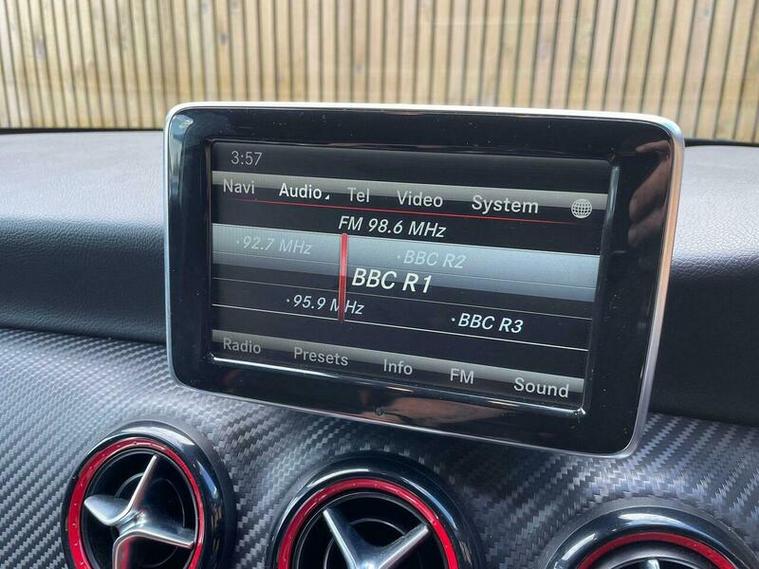 3:57
Navi Audio Tel Video System
FM 98.6 MHz
·92.7 MHz ·BBC R2
BBC R1
·95.9 MHz ·BBC R3
Radio Presets Info FM Sound